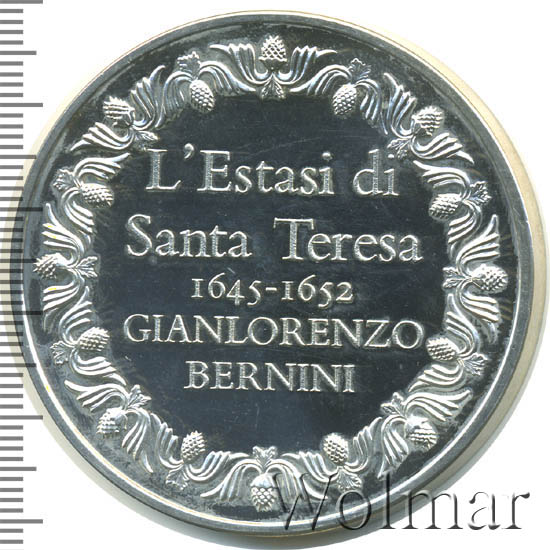 L'Estasi di
Santa Teresa
1645-1652
GIANLORENZO
BERNINI
Wolmar